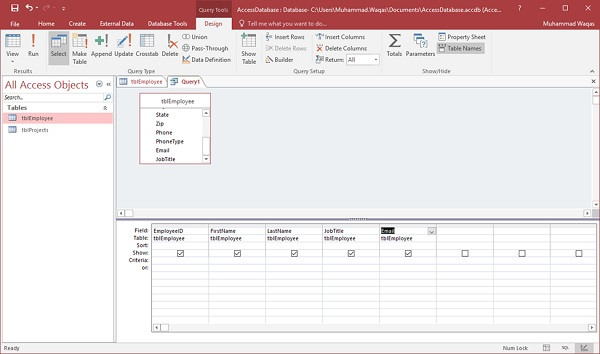 Query Tools
AccessDatabase : Database- C:\Users\Muhammad.Waqas\Documents\AccessDatabase.accdb (Acce...
File Home Create External Data Database Tools Design Tell me what you want to do... Muhammad Waqas
View Run Select Make Table Append Update Crosstab Delete
Union
Pass-Through
Data Definition
Show Table
Insert Rows
Delete Rows
Builder
Insert Columns
Delete Columns
Return: All
Totals Parameters
Property Sheet
Table Names
Results Query Type Query Setup Show/Hide
All Access Objects
Search...
Tables
tblEmployee
tblProjects
tblEmployee Query1
tblEmployee
State
Zip
Phone
PhoneType
Email
JobTitle
Field: EmployeeID FirstName LastName JobTitle Email
Table: tblEmployee tblEmployee tblEmployee tblEmployee tblEmployee
Sort:
Show:
Criteria:
or:
Ready Num Lock SQL